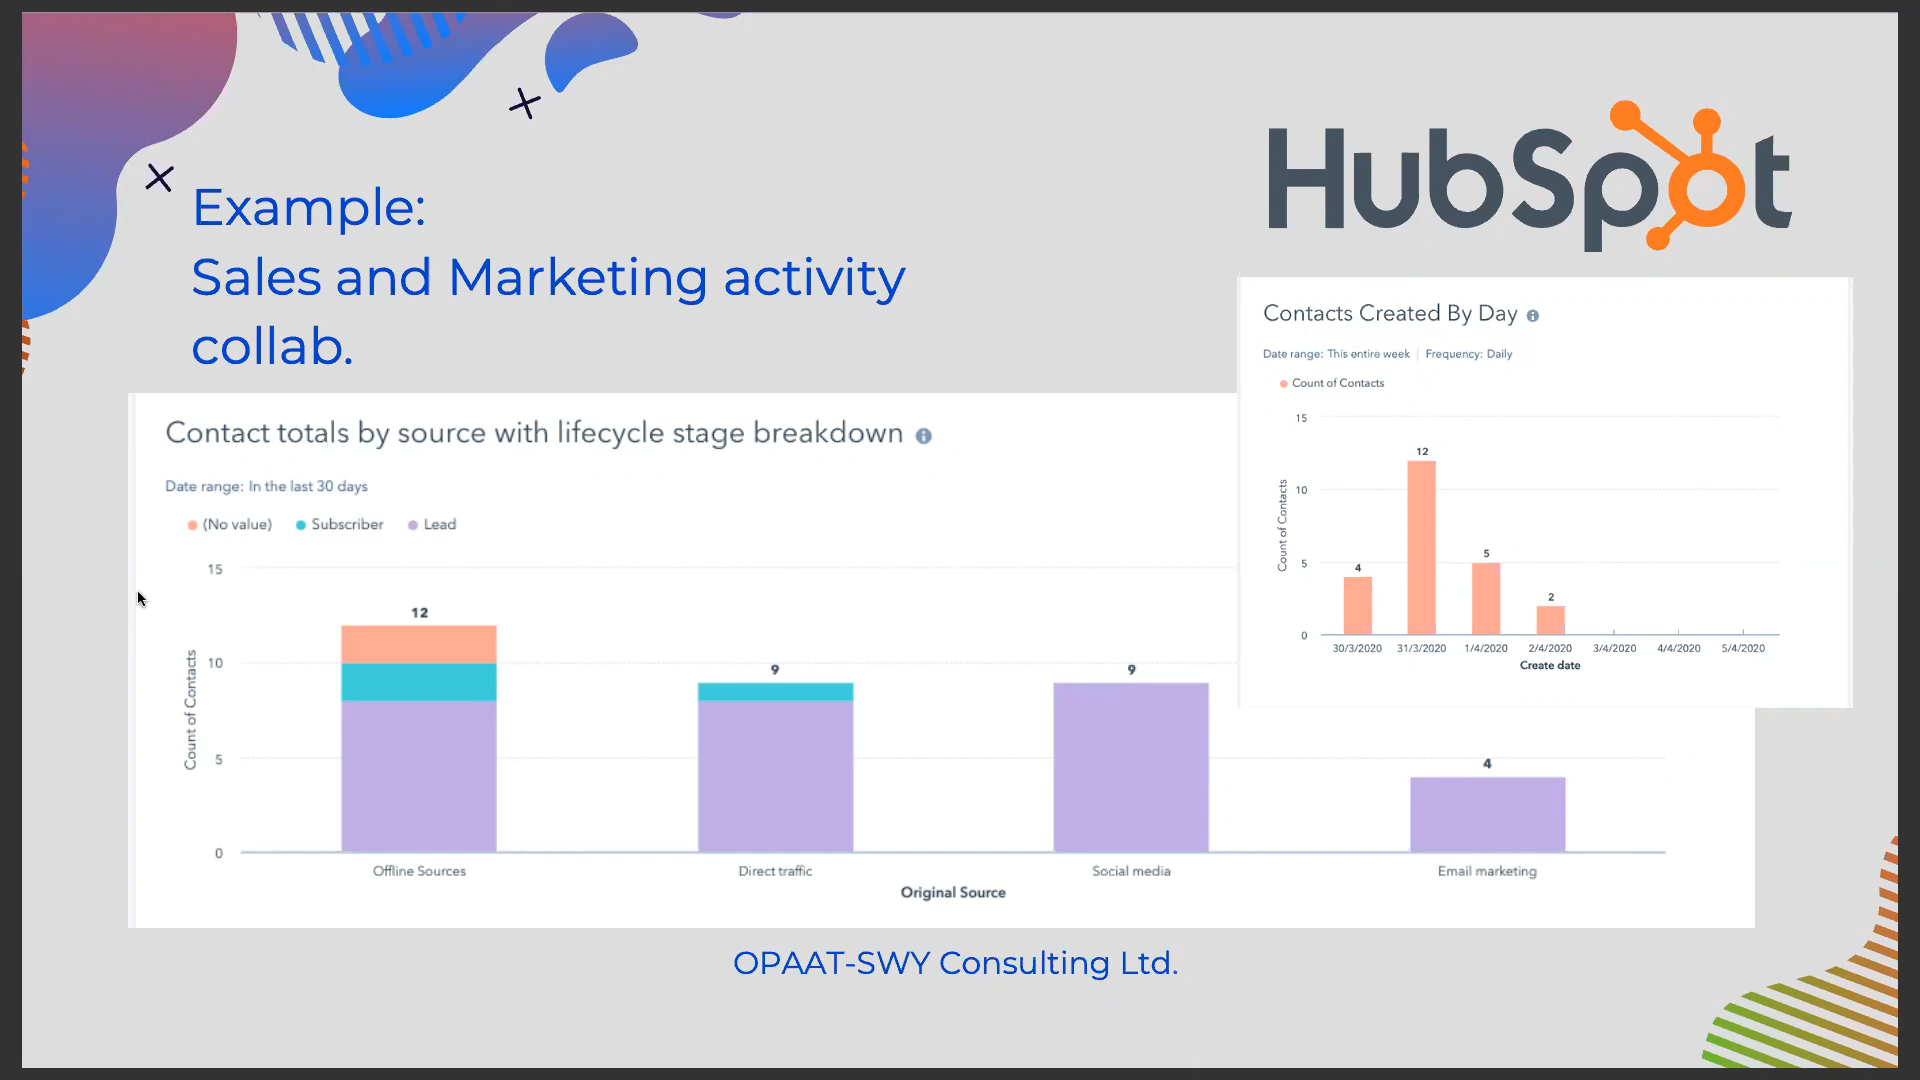 HubSpot
Example:
Sales and Marketing activity
collab.
Contacts Created By Day
Date range: This entire week | Frequency: Daily
Count of Contacts
15
12
10
5
5
4
2
0
Count of Contacts
30/3/2020 31/3/2020 1/4/2020 2/4/2020 3/4/2020 4/4/2020 5/4/2020
Create date
Contact totals by source with lifecycle stage breakdown
Date range: In the last 30 days
(No value) Subscriber Lead
15
12
10
9 9
5
4
0
Count of Contacts
Offline Sources Direct traffic Social media Email marketing
Original Source
OPAAT-SWY Consulting Ltd.